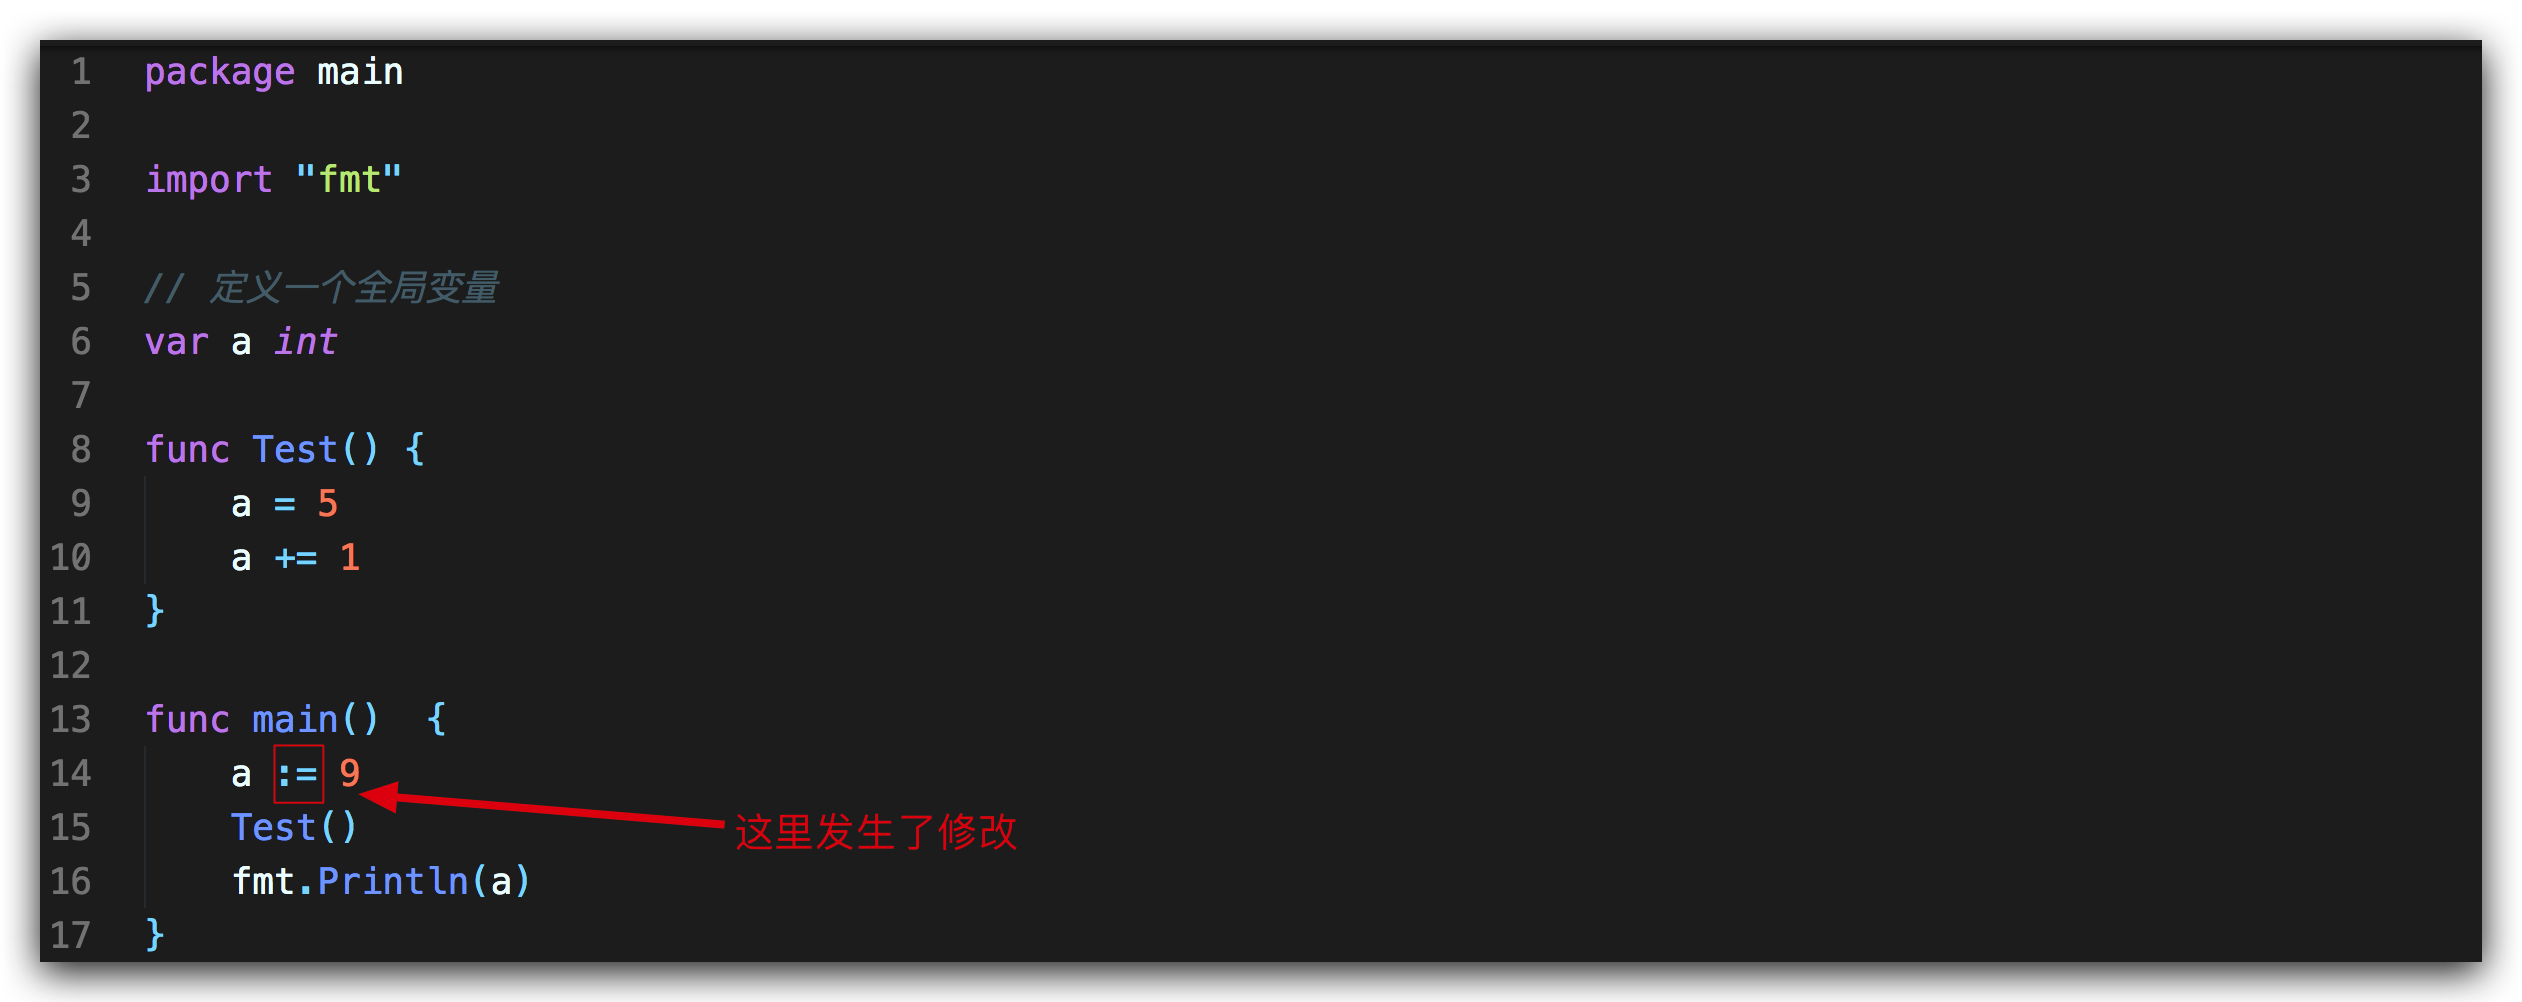 1 package main
2
3 import "fmt"
4
5 // 定义一个全局变量
6 var a int
7
8 func Test() {
9     a = 5
10     a += 1
11 }
12
13 func main()  {
14     a := 9
15     Test()
这里发生了修改
16     fmt.Println(a)
17 }